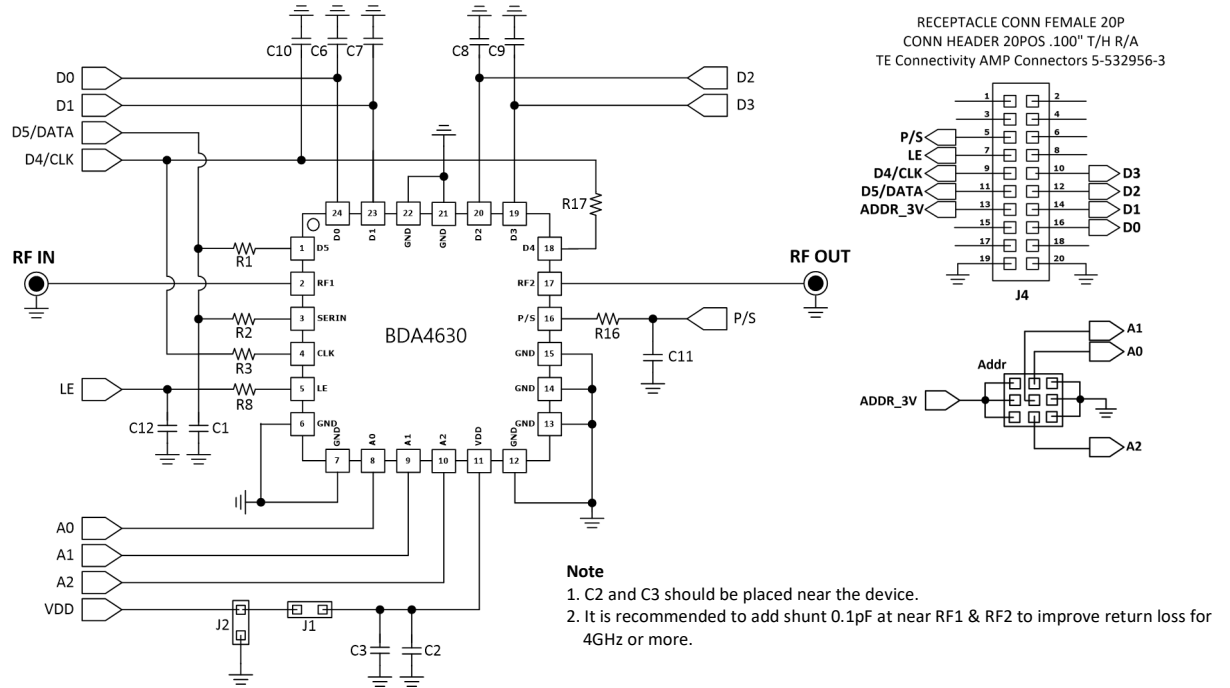 RECEPTACLE CONN FEMALE 20P
CONN HEADER 20POS .100" T/H R/A
TE Connectivity AMP Connectors 5-532956-3
C10 C6 C7 C8 C9
D0
D1
D5/DATA
D4/CLK
D2
D3
R17
24 23 22 21 20 19
D0 D1 GND GND D2 D3
RF IN
RF OUT
1 D5
2 RF1
3 SERIN
4 CLK
5 LE
6 GND
R1
R2
R3
R8
LE
C12
C1
BDA4630
D4 18
RF2 17
P/S 16
GND 15
GND 14
GND 13
R16
P/S
C11
GND A0 A1 A2 VDD GND
7 8 9 10 11 12
A0
A1
A2
VDD
J2
J1
C3
C2
1 2
3 4
P/S 5 6
LE 7 8
D4/CLK 9 10 D3
D5/DATA 11 12 D2
ADDR_3V 13 14 D1
15 16 D0
17 18
19 20
J4
A1
A0
Addr
ADDR_3V
A2
Note
1. C2 and C3 should be placed near the device.
2. It is recommended to add shunt 0.1pF at near RF1 & RF2 to improve return loss for
4GHz or more.